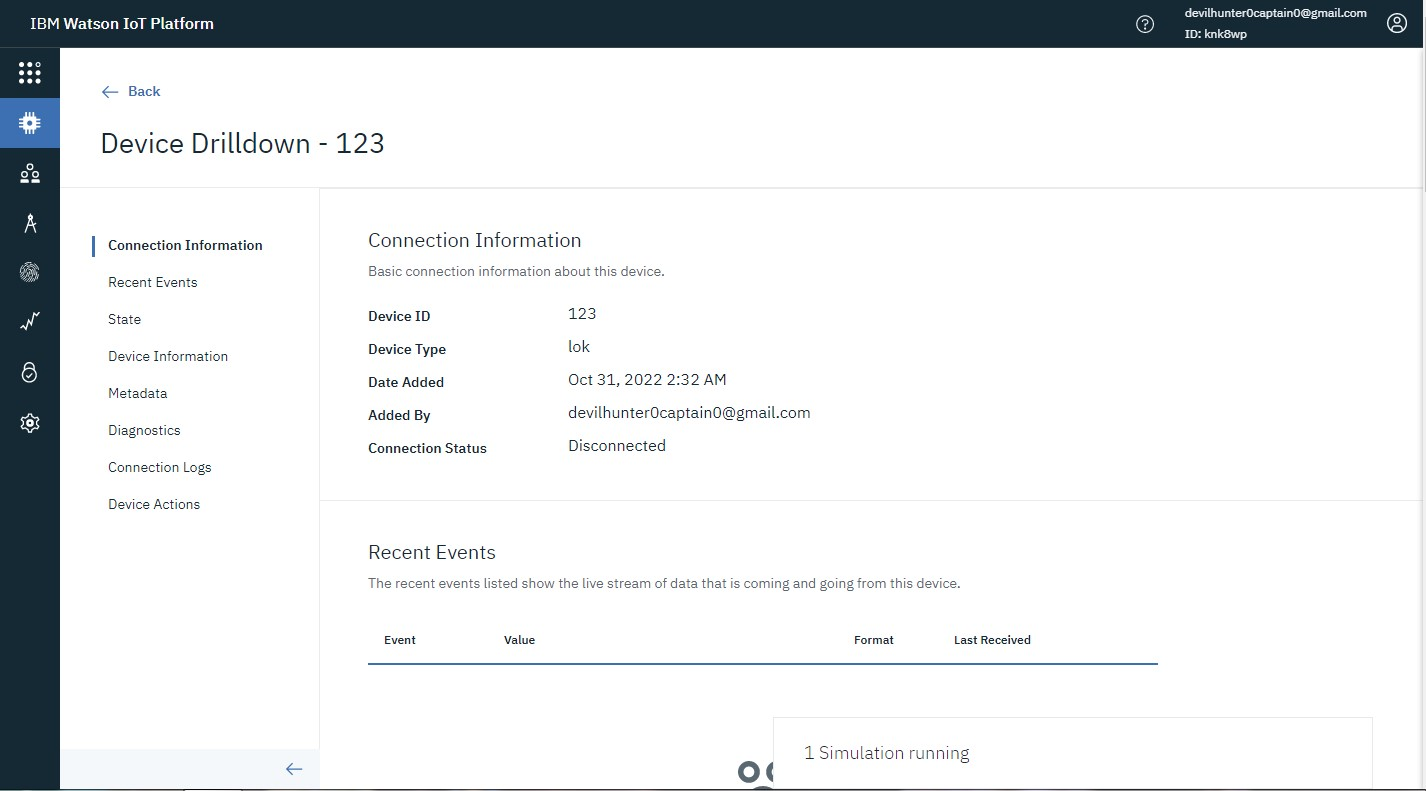 IBM Watson IoT Platform
devilhunter0captain0@gmail.com
ID: knk8wp
Back
Device Drilldown - 123
Connection Information
Recent Events
State
Device Information
Metadata
Diagnostics
Connection Logs
Device Actions
Connection Information
Basic connection information about this device.
Device ID 123
Device Type lok
Date Added Oct 31, 2022 2:32 AM
Added By devilhunter0captain0@gmail.com
Connection Status Disconnected
Recent Events
The recent events listed show the live stream of data that is coming and going from this device.
Event Value Format Last Received
1 Simulation running